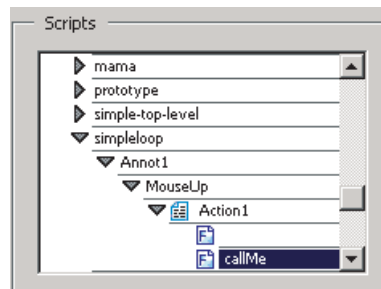 Scripts
mama
prototype
simple-top-level
simpleloop
Annot1
MouseUp
Action1
callMe